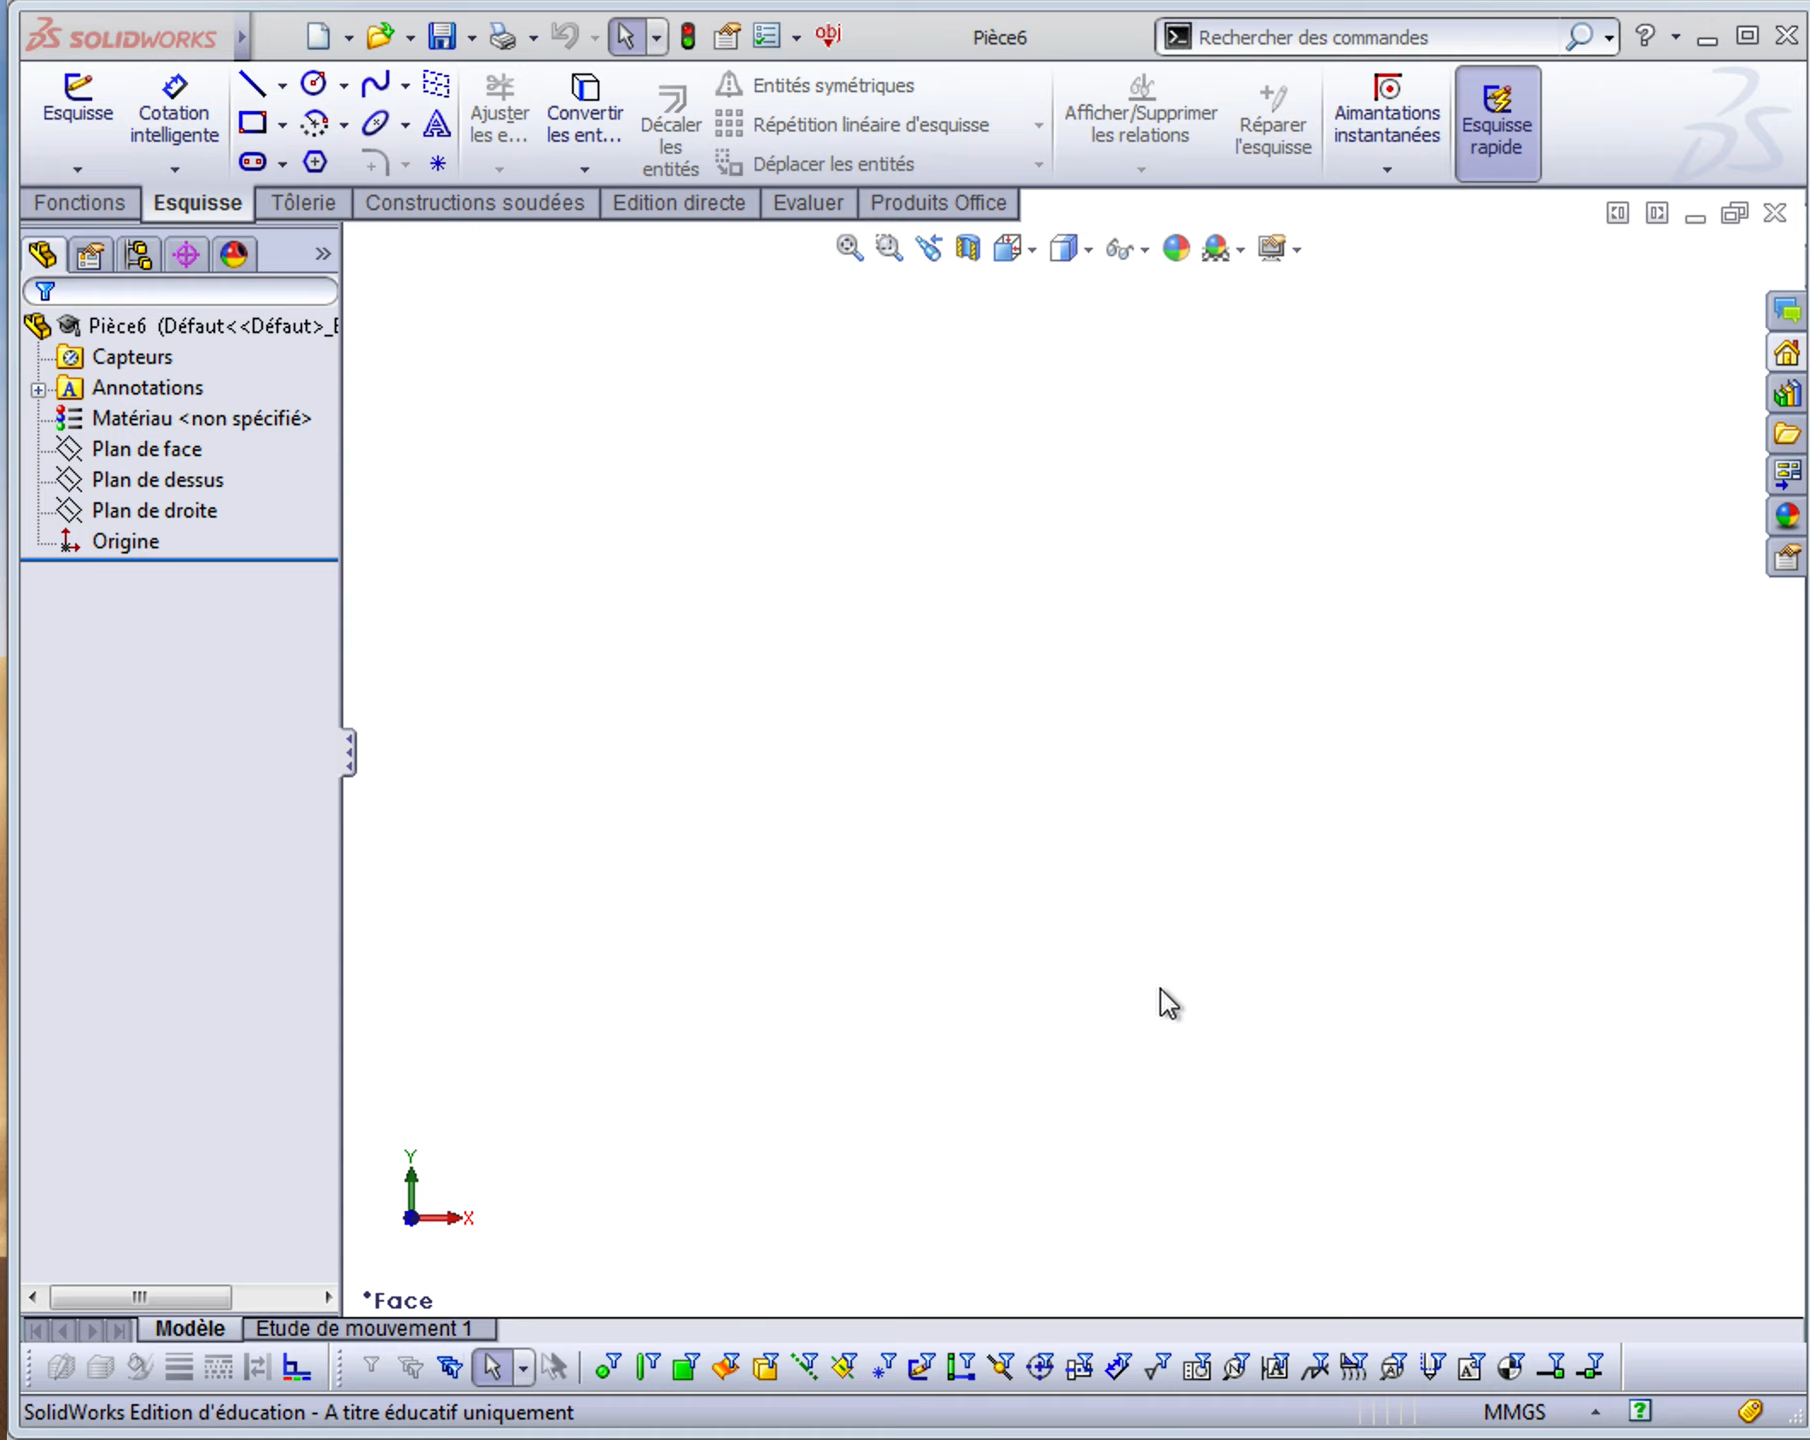 SOLIDWORKS
obj
Pièce6
Rechercher des commandes
Esquisse
Cotation
intelligente
Ajuster
les e...
Convertir
les ent...
Décaler
les
entités
Entités symétriques
Répétition linéaire d'esquisse
Déplacer les entités
Afficher/Supprimer
les relations
Réparer
l'esquisse
Aimantations
instantanées
Esquisse
rapide
Fonctions
Esquisse
Tôlerie
Constructions soudées
Edition directe
Evaluer
Produits Office
Pièce6 (Défaut<<Défaut>_
Capteurs
Annotations
Matériau <non spécifié>
Plan de face
Plan de dessus
Plan de droite
Origine
Y
X
*Face
Modèle
Etude de mouvement 1
SolidWorks Edition d'éducation - A titre éducatif uniquement
MMGS